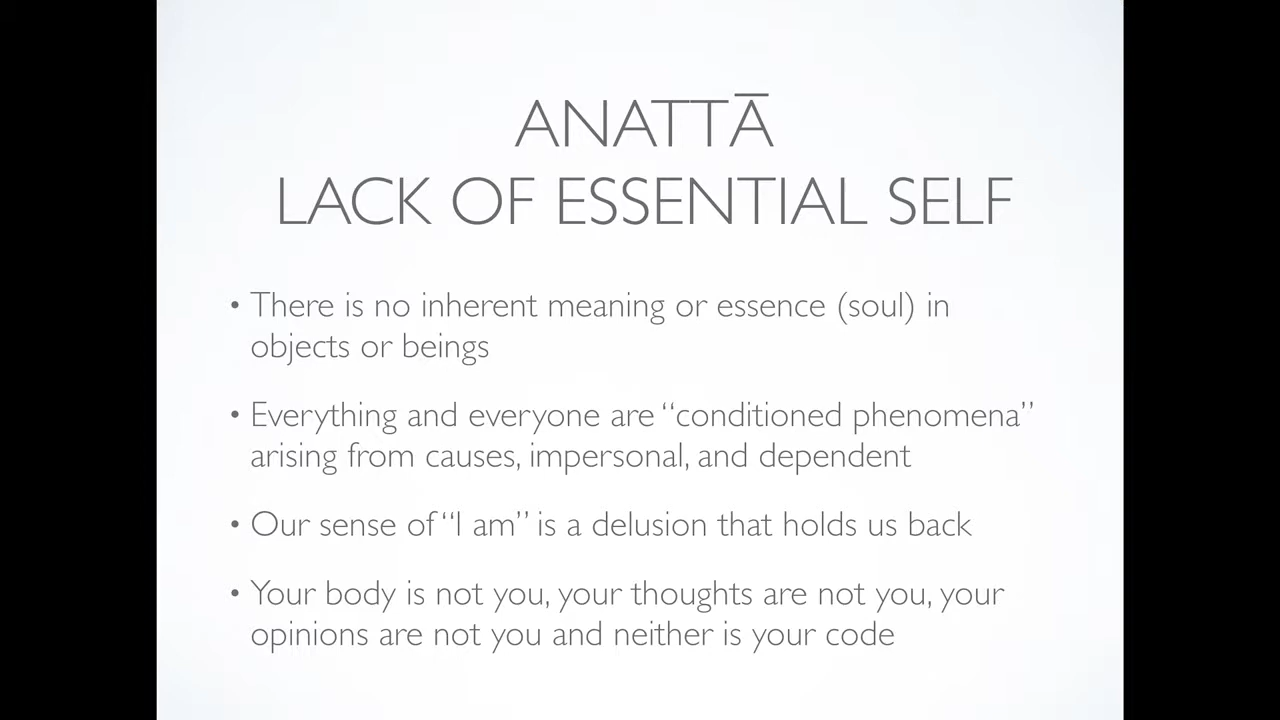 ANATTĀ
LACK OF ESSENTIAL SELF
• There is no inherent meaning or essence (soul) in
objects or beings
• Everything and everyone are “conditioned phenomena”
arising from causes, impersonal, and dependent
• Our sense of “I am” is a delusion that holds us back
• Your body is not you, your thoughts are not you, your
opinions are not you and neither is your code